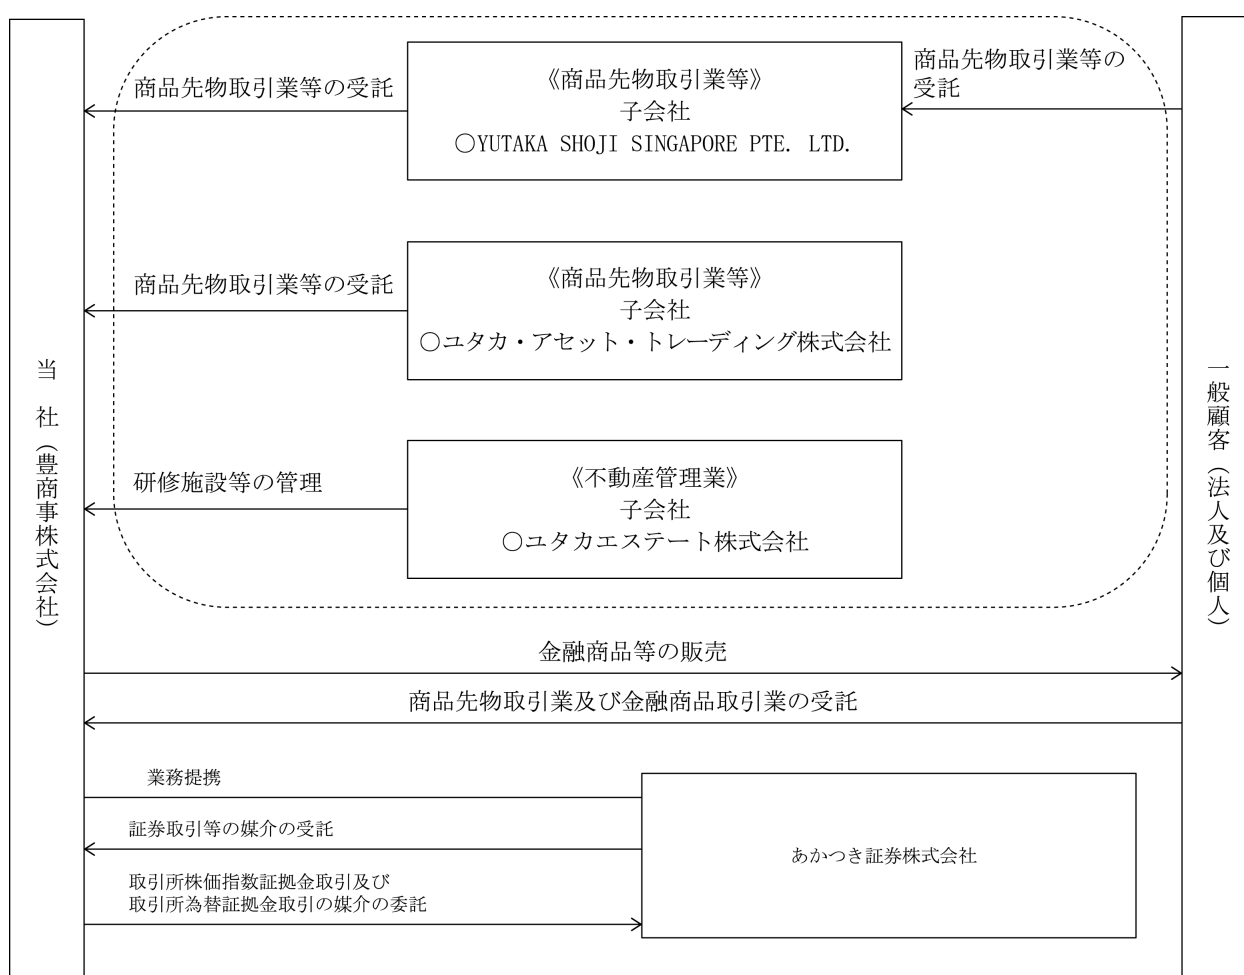 商品先物取引業等の受託
《商品先物取引業等》
子会社
○YUTAKA SHOJI SINGAPORE PTE. LTD.
商品先物取引業等の
受託
商品先物取引業等の受託
《商品先物取引業等》
子会社
○ユタカ・アセット・トレーディング株式会社
当 社(豊商事株式会社)
一般顧客(法人及び個人)
研修施設等の管理
《不動産管理業》
子会社
○ユタカエステート株式会社
金融商品等の販売
商品先物取引業及び金融商品取引業の受託
業務提携
証券取引等の媒介の受託
取引所株価指数証拠金取引及び
取引所為替証拠金取引の媒介の委託
あかつき証券株式会社